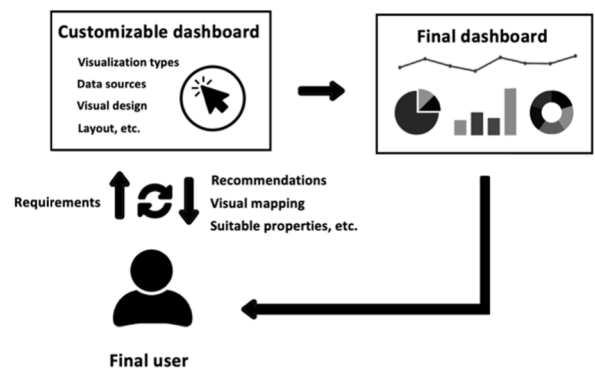 Customizable dashboard
Visualization types
Data sources
Visual design
Layout, etc.
Final dashboard
Requirements
Recommendations
Visual mapping
Suitable properties, etc.
Final user